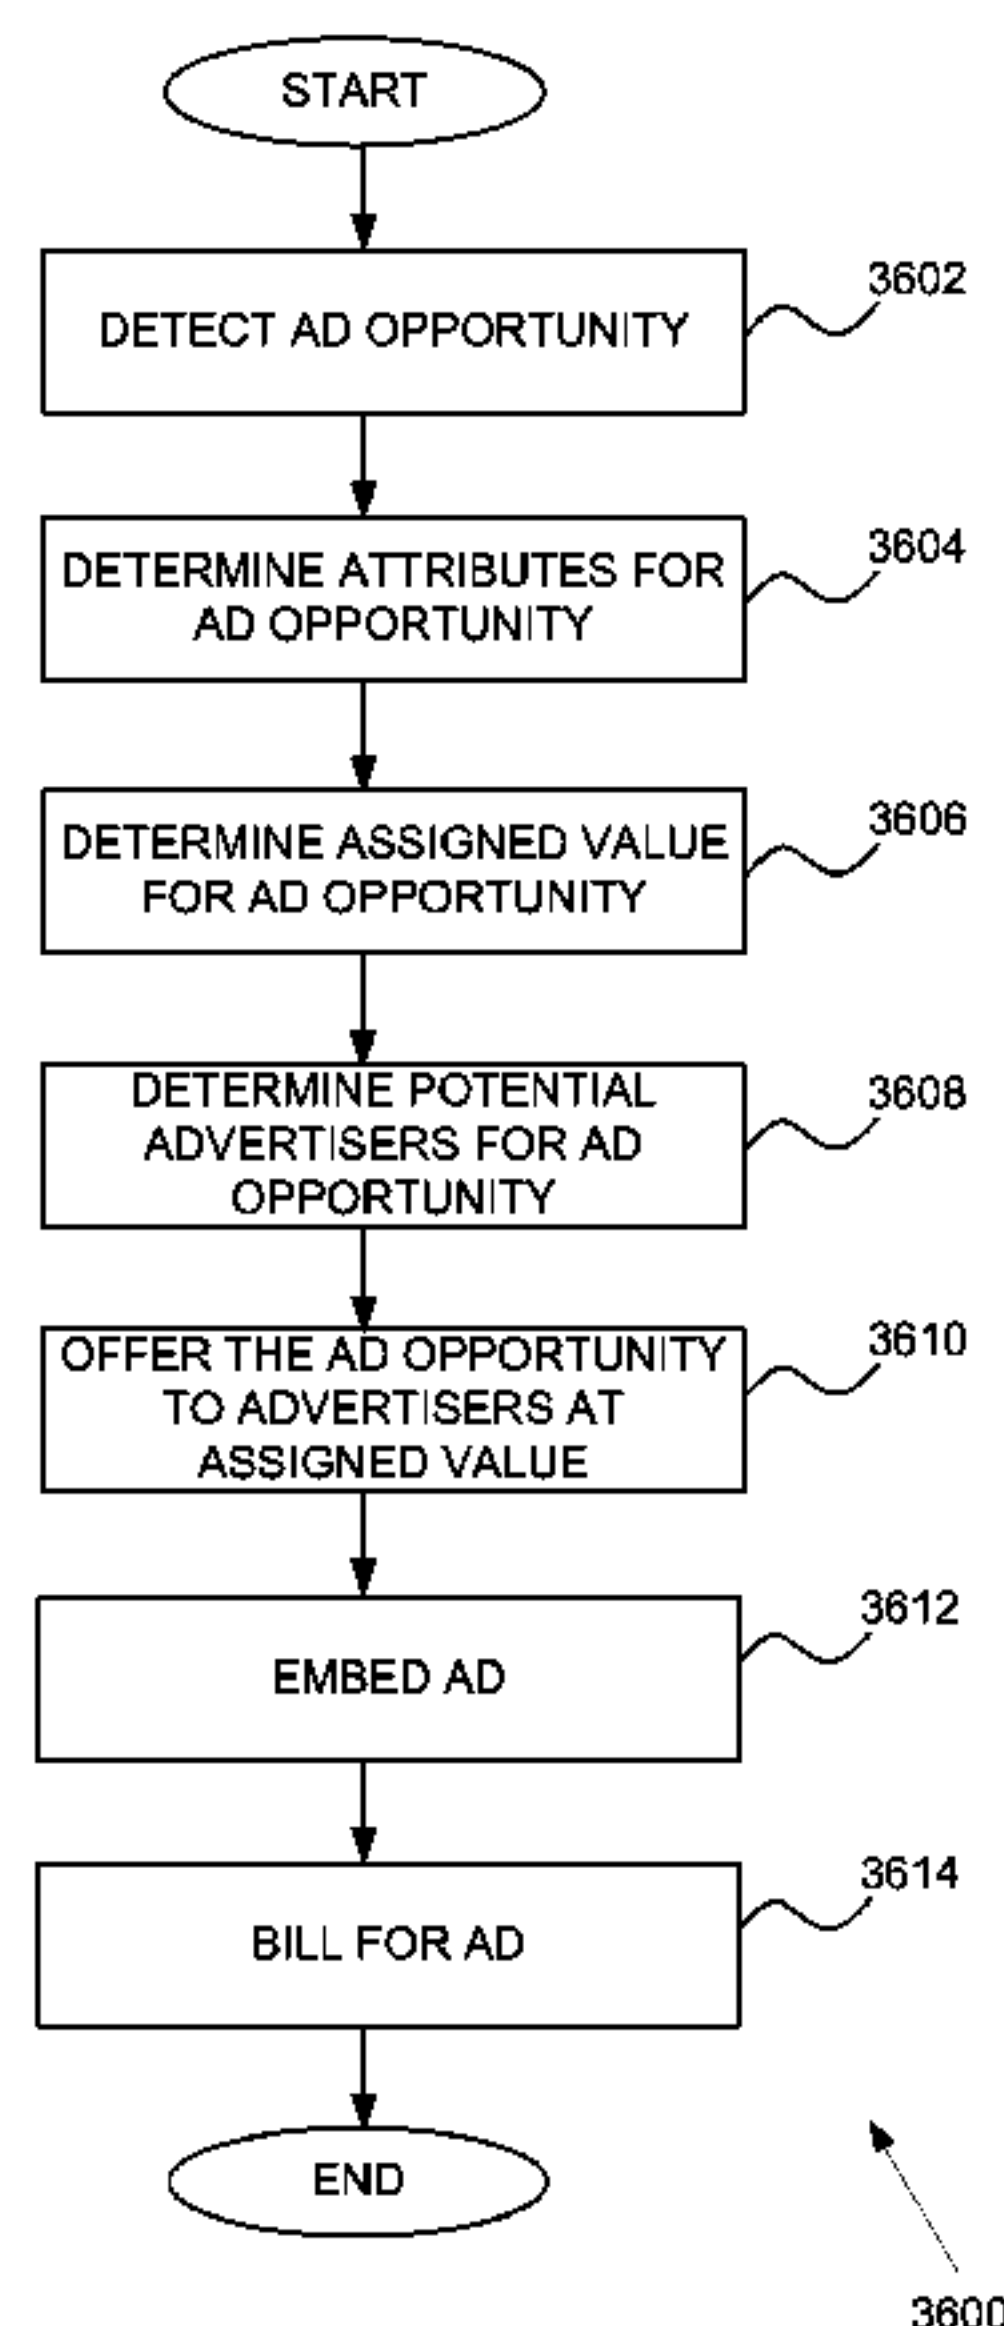 START
DETECT AD OPPORTUNITY
3602
DETERMINE ATTRIBUTES FOR
AD OPPORTUNITY
3604
DETERMINE ASSIGNED VALUE
FOR AD OPPORTUNITY
3606
DETERMINE POTENTIAL
ADVERTISERS FOR AD
OPPORTUNITY
3608
OFFER THE AD OPPORTUNITY
TO ADVERTISERS AT
ASSIGNED VALUE
3610
EMBED AD
3612
BILL FOR AD
3614
END
3600